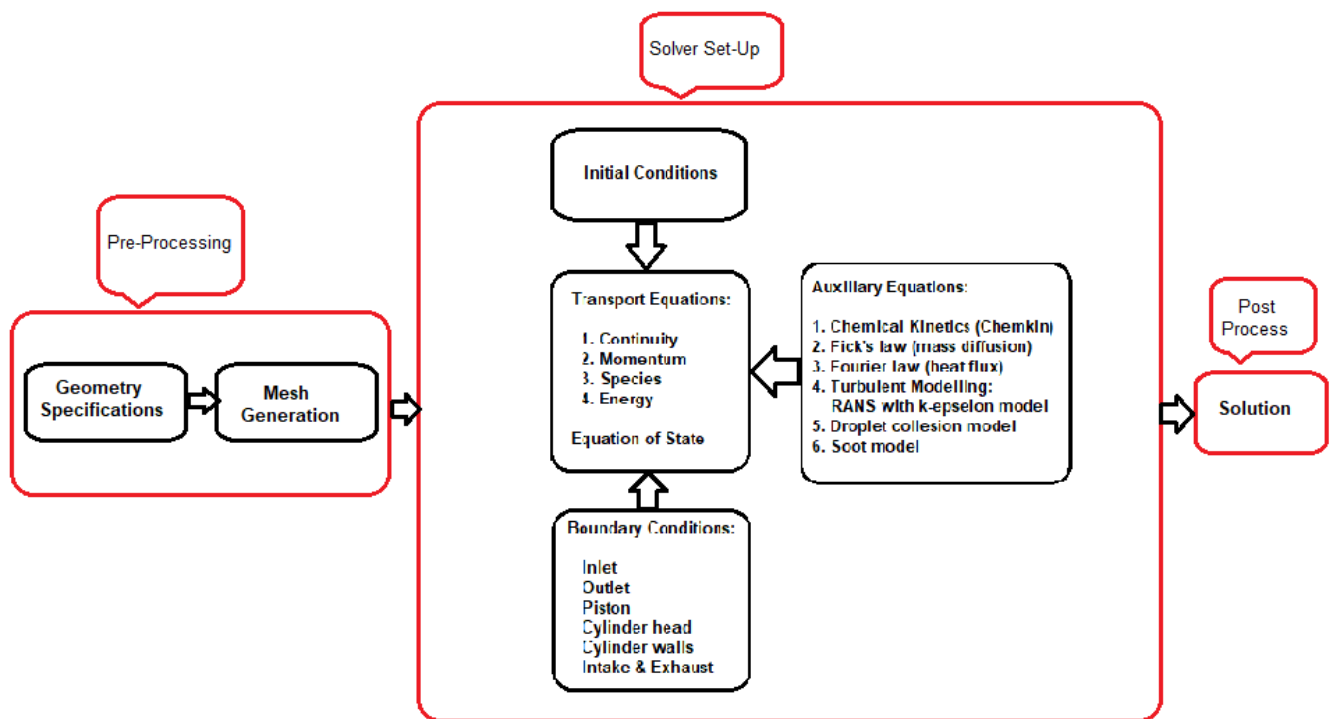 Solver Set-Up
Initial Conditions
Pre-Processing
Geometry
Specifications
Mesh
Generation
Transport Equations:
1. Continuity
2. Momentum
3. Species
4. Energy
Equation of State
Auxiliary Equations:
1. Chemical Kinetics (Chemkin)
2. Fick's law (mass diffusion)
3. Fourier law (heat flux)
4. Turbulent Modelling:
RANS with k-epselon model
5. Droplet collesion model
6. Soot model
Boundary Conditions:
Inlet
Outlet
Piston
Cylinder head
Cylinder walls
Intake & Exhaust
Post
Process
Solution